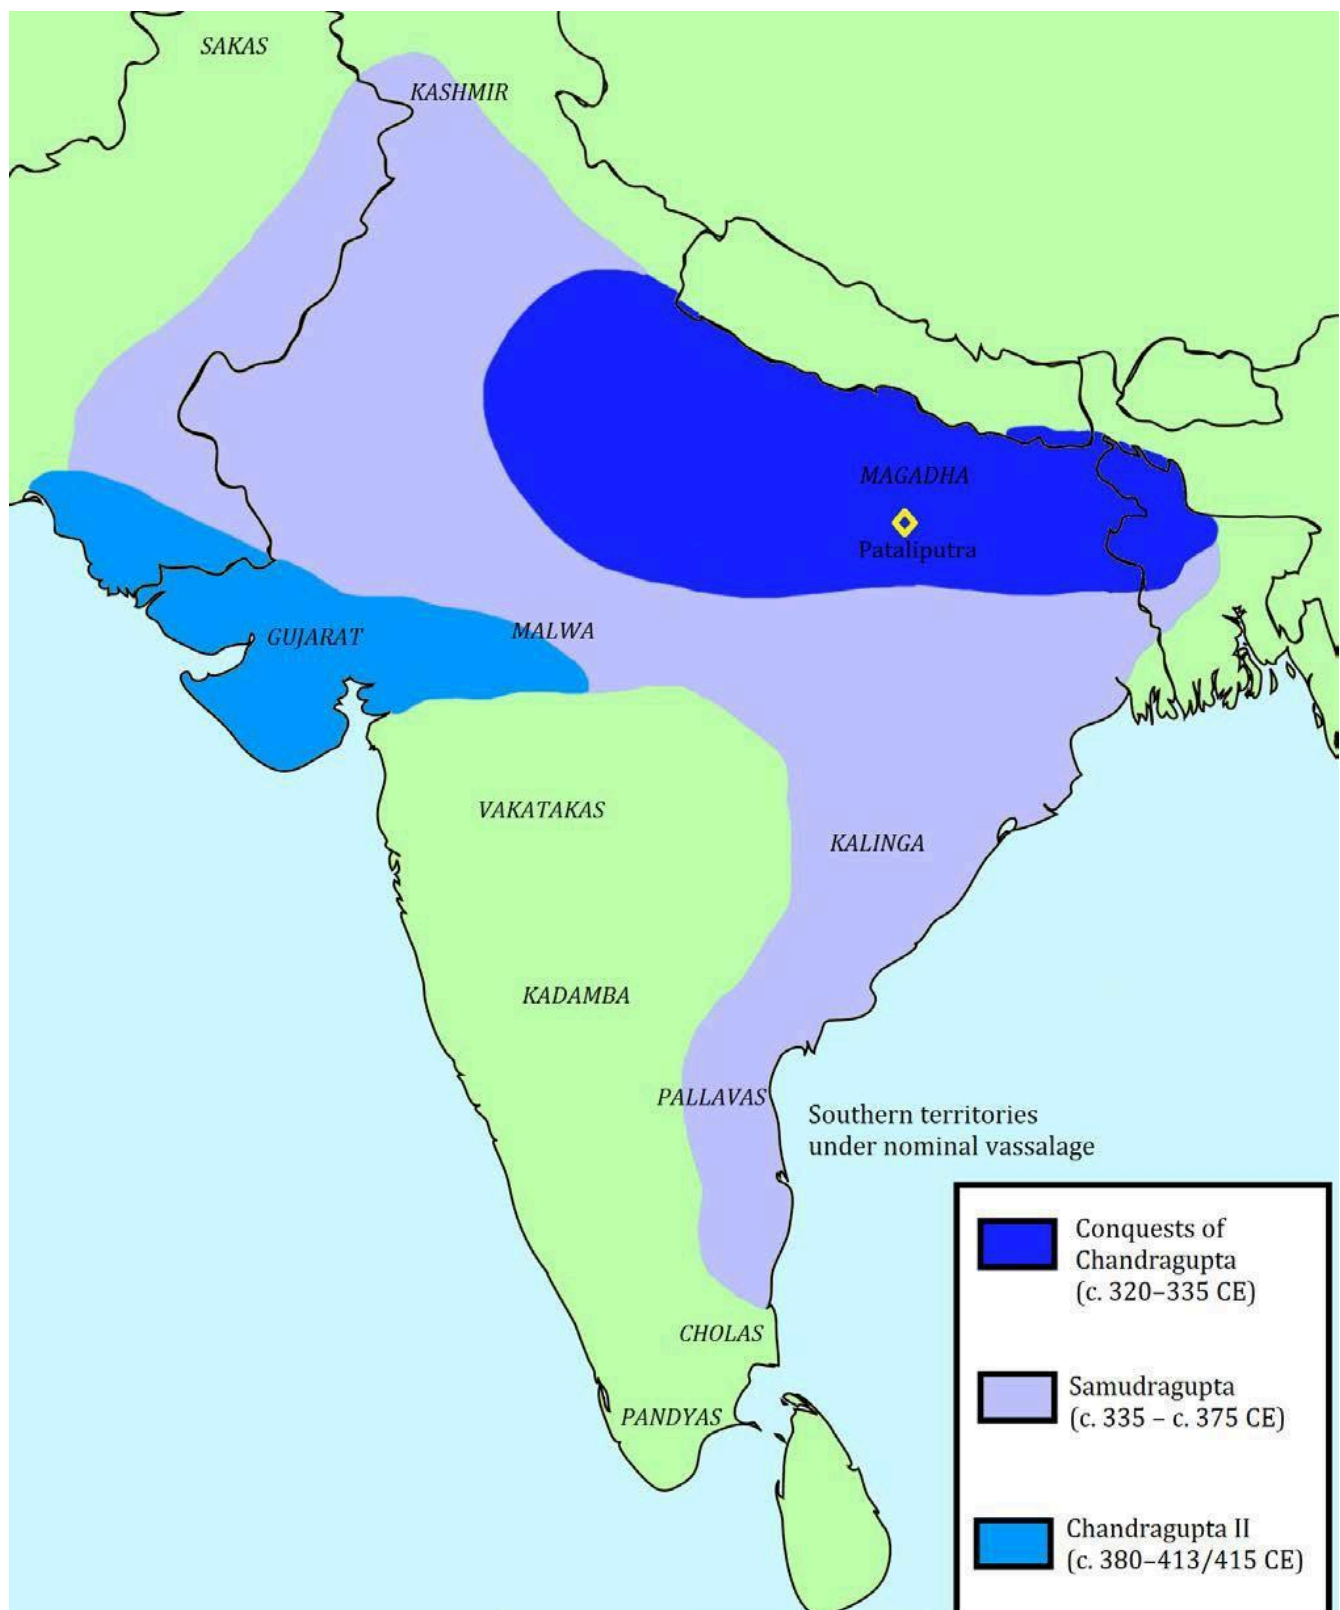 SAKAS
KASHMIR
MAGADHA
Pataliputra
GUJARAT
MALWA
VAKATAKAS
KALINGA
KADAMBA
PALLAVAS
Southern territories
under nominal vassalage
CHOLAS
PANDYAS
Conquests of
Chandragupta
(c. 320–335 CE)
Samudragupta
(c. 335 – c. 375 CE)
Chandragupta II
(c. 380–413/415 CE)